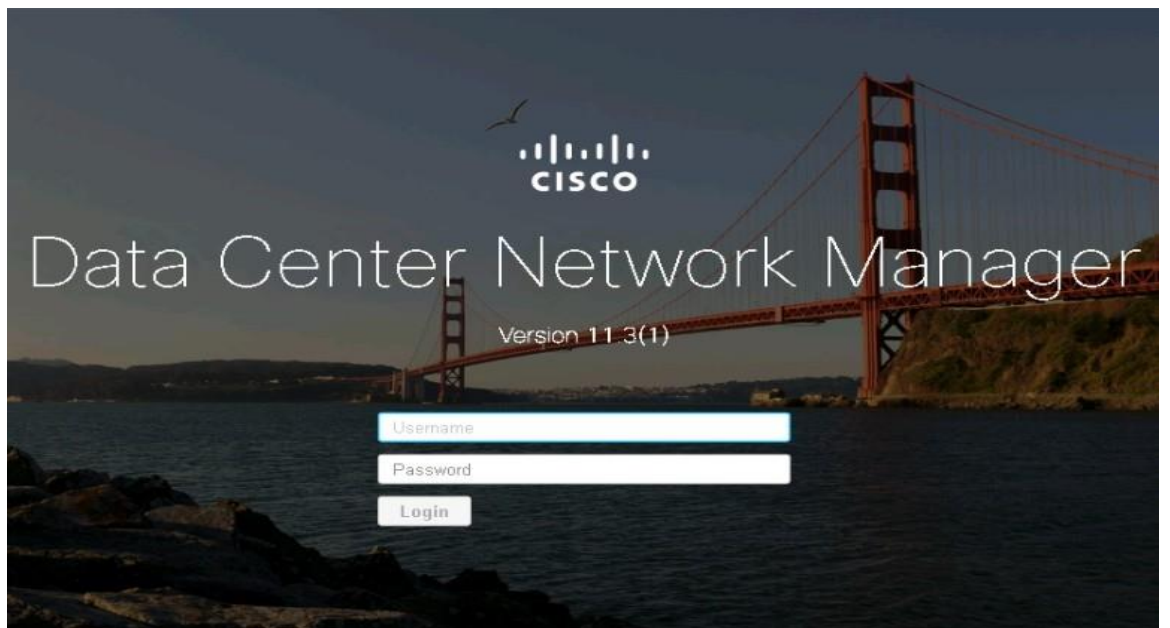 CISCO
Data Center Network Manager
Version 11.3(1)
Username
Password
Login